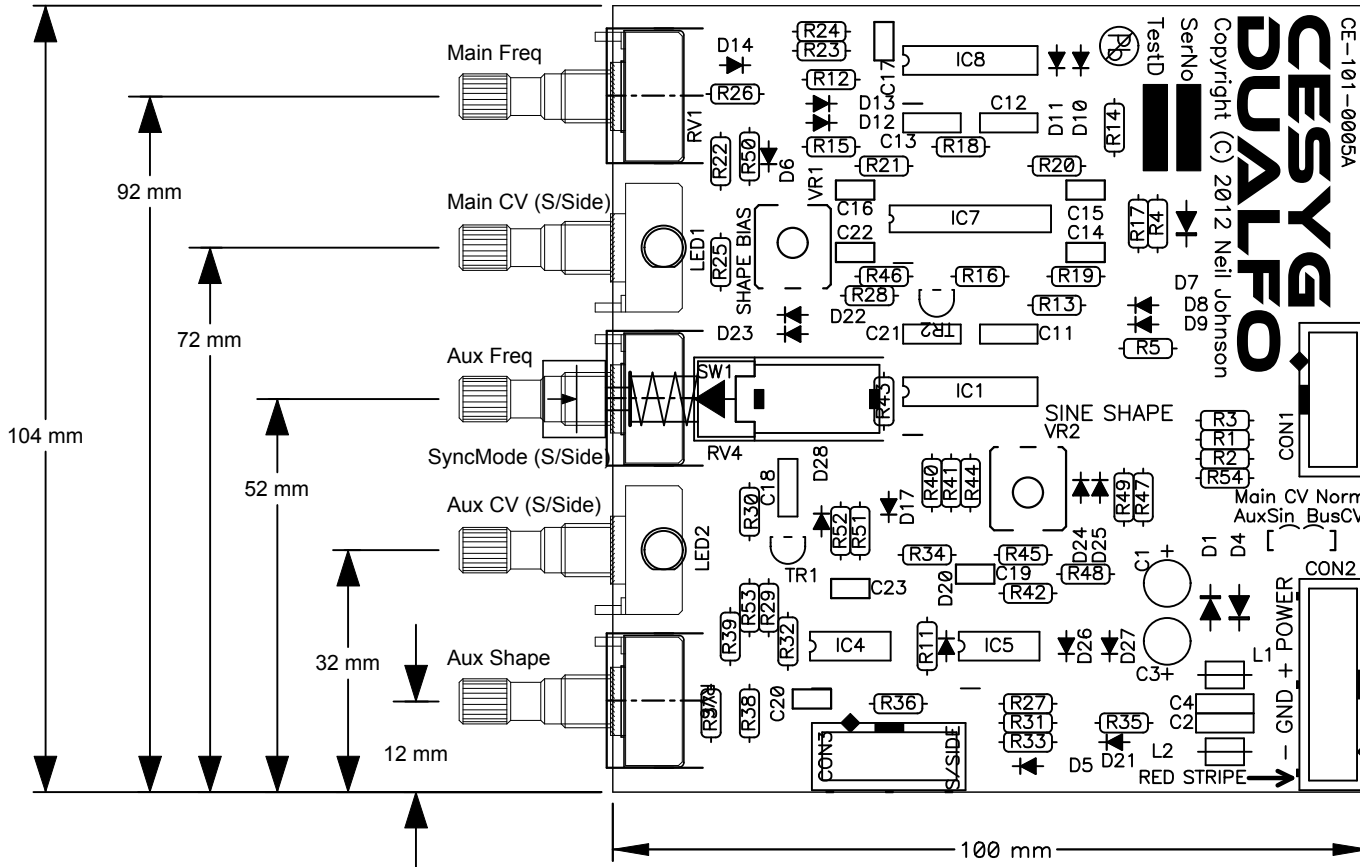 Main Freq
Main CV (S/Side)
Aux Freq
SyncMode (S/Side)
Aux CV (S/Side)
Aux Shape
104 mm
92 mm
72 mm
52 mm
32 mm
12 mm
100 mm
CE-101-0005A
CESYG
DUALFO
Copyright (C) 2012 Neil Johnson
SerNo
TestD
Pb
D14
R26
RV1
R24
R23
C17
IC8
R12
D13
D12
C13
C12
D11
D10
R14
R22
R50
D6
R15
R18
R21
R20
VR1
C16
IC7
C15
R17
R4
LED1
R25
SHAPE BIAS
C22
C14
R46
R16
R19
D7
R28
TR2
R13
D8
D9
D22
D23
C21
C11
R5
SW1
RV4
R43
IC1
SINE SHAPE
VR2
R3
R1
R2
R54
CON1
C18
D28
R40
R41
R44
R49
R47
R30
D17
R52
R51
Main CV Norm
AuxSin BusCV
LED2
TR1
R34
R45
D24
D25
D1
D4
C1
+
C23
D20
C19
R48
R42
CON2
R53
R29
R39
R32
IC4
R11
IC5
D26
D27
C3+
L1
- GND + POWER
R37
R38
C20
R36
R27
R31
R33
R35
C4
C2
CON3
S/SIDE
D5
D21
L2
RED STRIPE